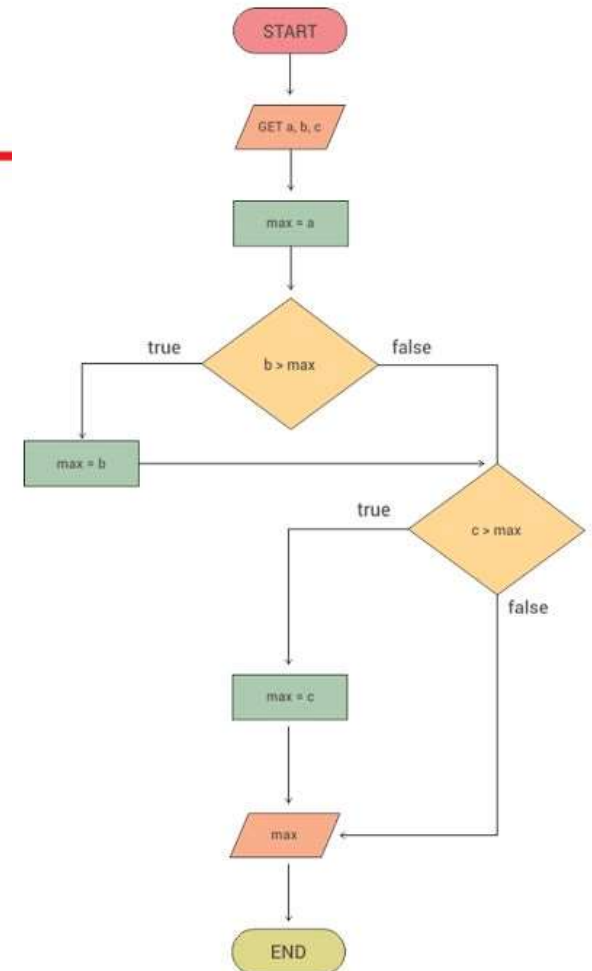 START
GET a, b, c
max = a
true
false
b > max
max = b
true
c > max
false
max = c
max
END